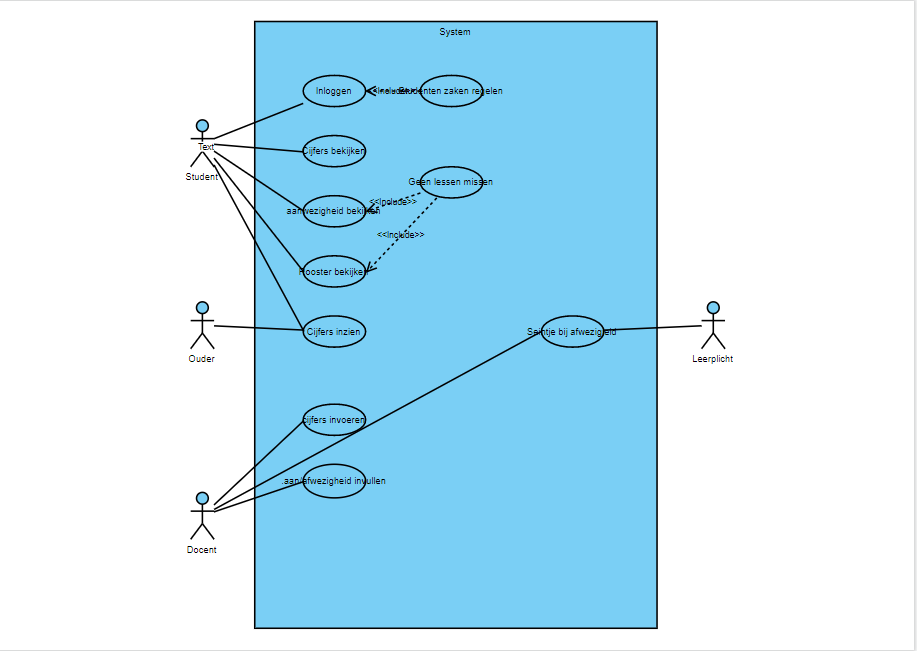 System
Inloggen
<<Include>>
Studenten zaken regelen
Text
Student
Cijfers bekijken
Geen lessen missen
<<Include>>
aanwezigheid bekijken
<<Include>>
Rooster bekijken
Cijfers inzien
Seintje bij afwezigheid
Ouder
Leerplicht
cijfers invoeren
.aan/afwezigheid invullen
Docent